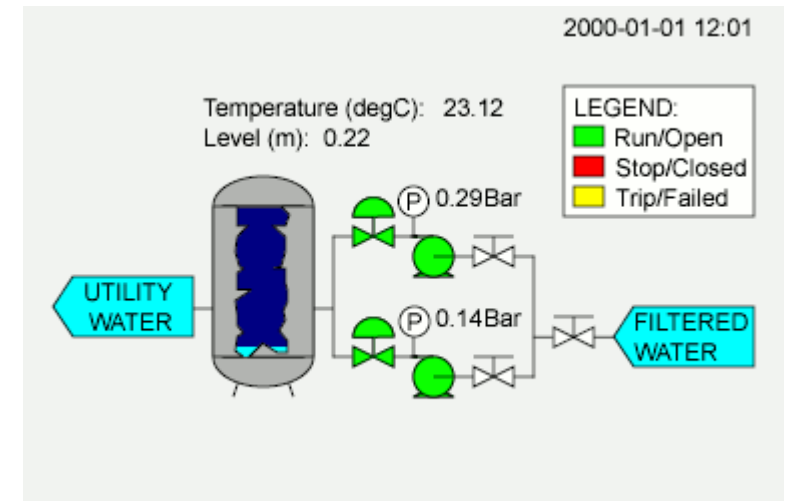 2000-01-01 12:01
Temperature (degC): 23.12
Level (m): 0.22
LEGEND:
Run/Open
Stop/Closed
Trip/Failed
P 0.29Bar
UTILITY
WATER
P 0.14Bar
FILTERED
WATER